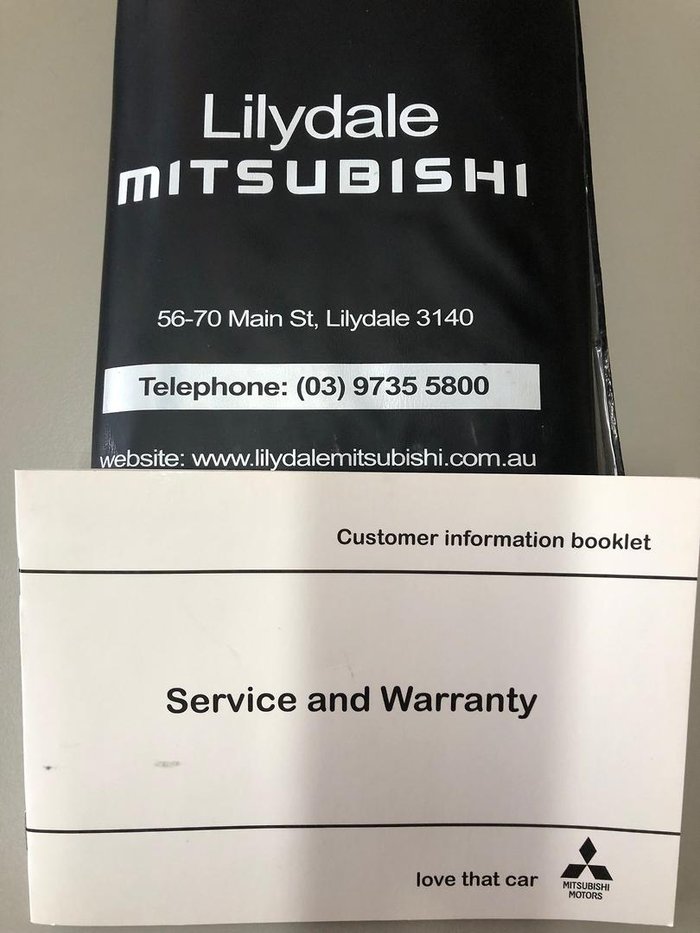 Lilydale
MITSUBISHI
56-70 Main St, Lilydale 3140
Telephone: (03) 9735 5800
website: www.lilydalemitsubishi.com.au
Customer information booklet
Service and Warranty
love that car
MITSUBISHI
MOTORS